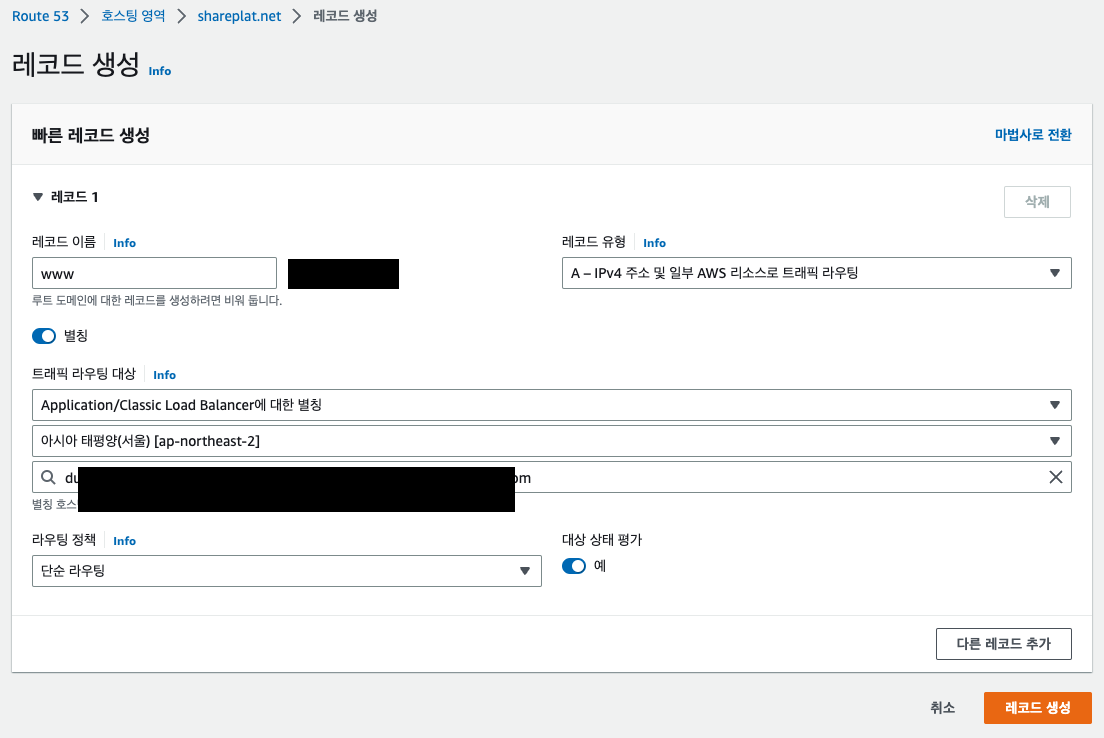 Route 53 > 호스팅 영역 > shareplat.net > 레코드 생성
레코드 생성 Info
빠른 레코드 생성
마법사로 전환
▼ 레코드 1
삭제
레코드 이름 Info
www
루트 도메인에 대한 레코드를 생성하려면 비워 둡니다.
레코드 유형 Info
A – IPv4 주소 및 일부 AWS 리소스로 트래픽 라우팅
별칭
트래픽 라우팅 대상 Info
Application/Classic Load Balancer에 대한 별칭
아시아 태평양(서울) [ap-northeast-2]
별칭
라우팅 정책 Info
단순 라우팅
대상 상태 평가
예
다른 레코드 추가
취소
레코드 생성